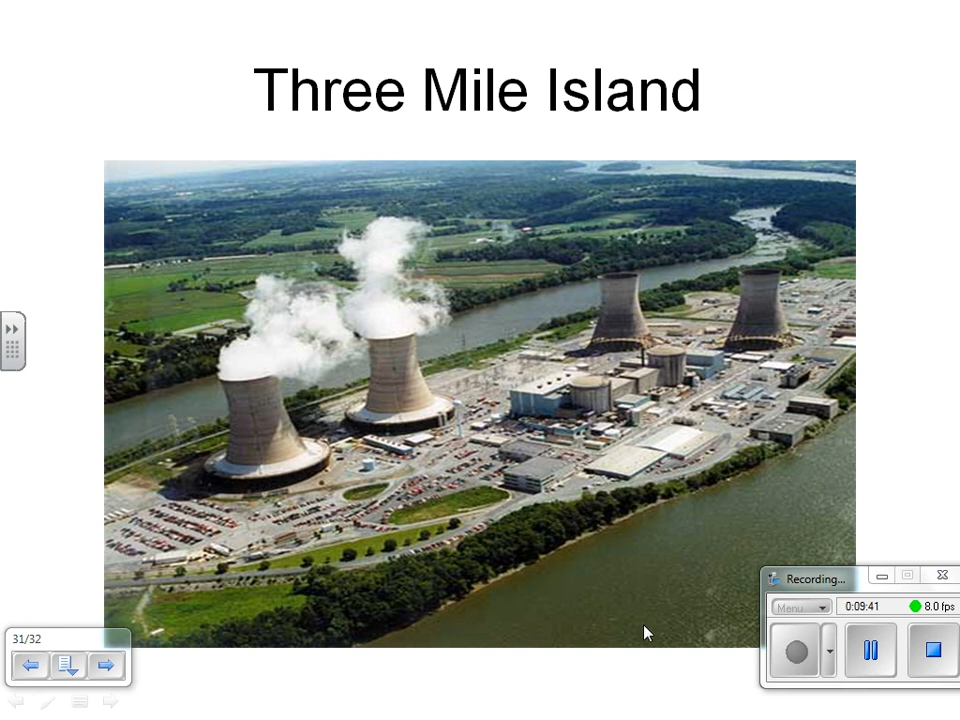 Three Mile Island
Recording...
Menu
0:09:41
8.0 fps
31/32